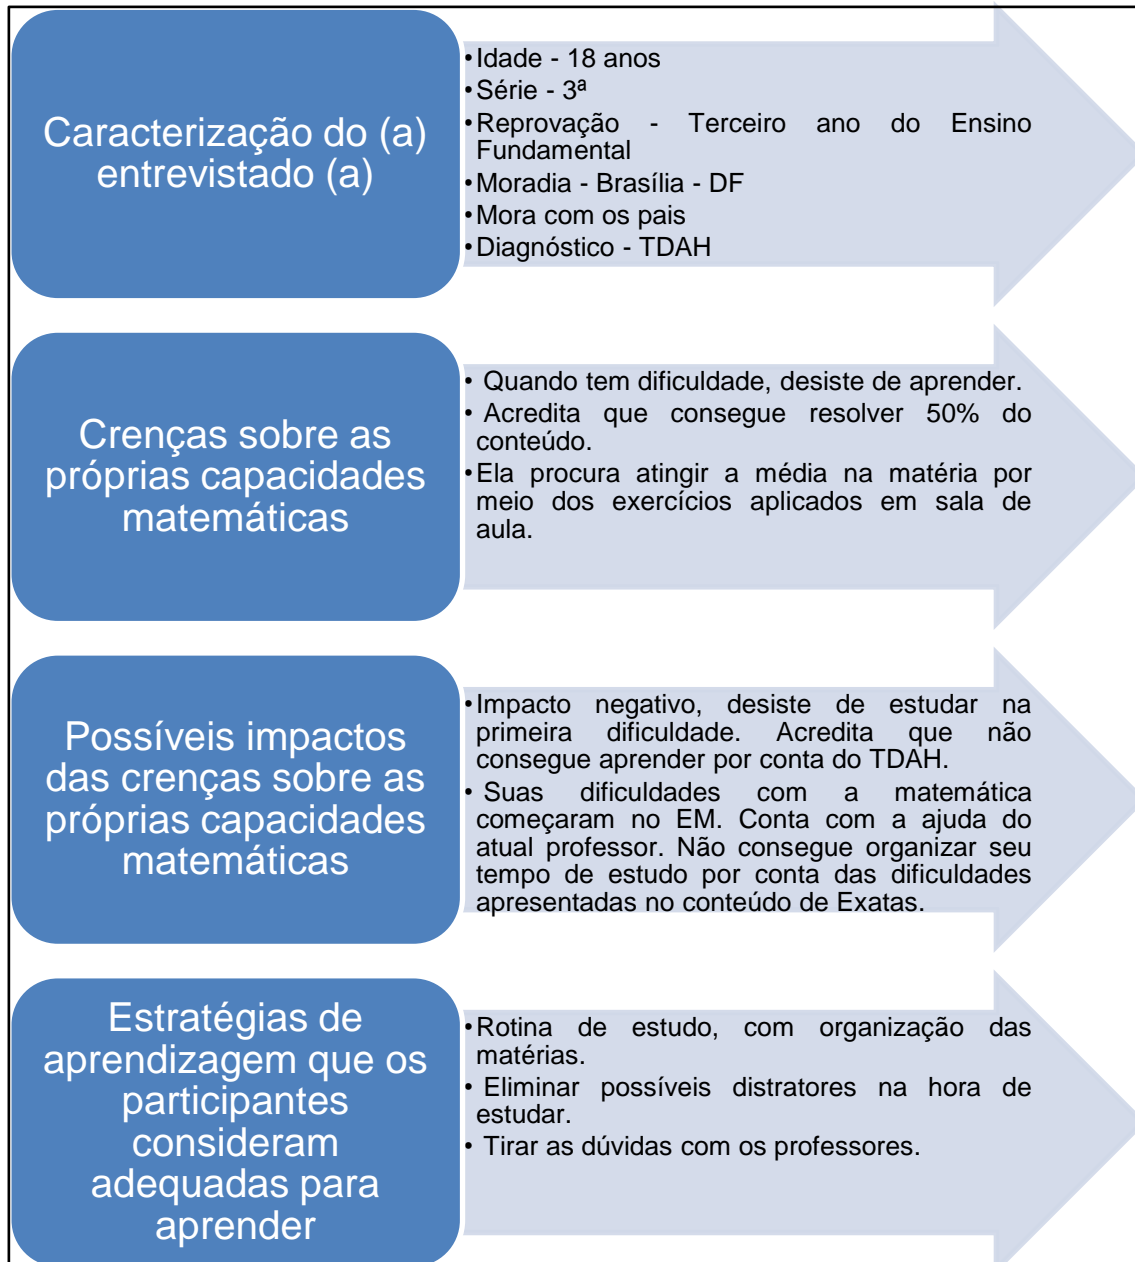 Caracterização do (a)
entrevistado (a)
•Idade - 18 anos
•Série - 3ª
•Reprovação - Terceiro ano do Ensino
Fundamental
•Moradia - Brasília - DF
•Mora com os pais
•Diagnóstico - TDAH
Crenças sobre as
próprias capacidades
matemáticas
• Quando tem dificuldade, desiste de aprender.
• Acredita que consegue resolver 50% do
conteúdo.
•Ela procura atingir a média na matéria por
meio dos exercícios aplicados em sala de
aula.
Possíveis impactos
das crenças sobre as
próprias capacidades
matemáticas
•Impacto negativo, desiste de estudar na
primeira dificuldade. Acredita que não
consegue aprender por conta do TDAH.
• Suas dificuldades com a matemática
começaram no EM. Conta com a ajuda do
atual professor. Não consegue organizar seu
tempo de estudo por conta das dificuldades
apresentadas no conteúdo de Exatas.
Estratégias de
aprendizagem que os
participantes
consideram
adequadas para
aprender
•Rotina de estudo, com organização das
matérias.
• Eliminar possíveis distratores na hora de
estudar.
• Tirar as dúvidas com os professores.